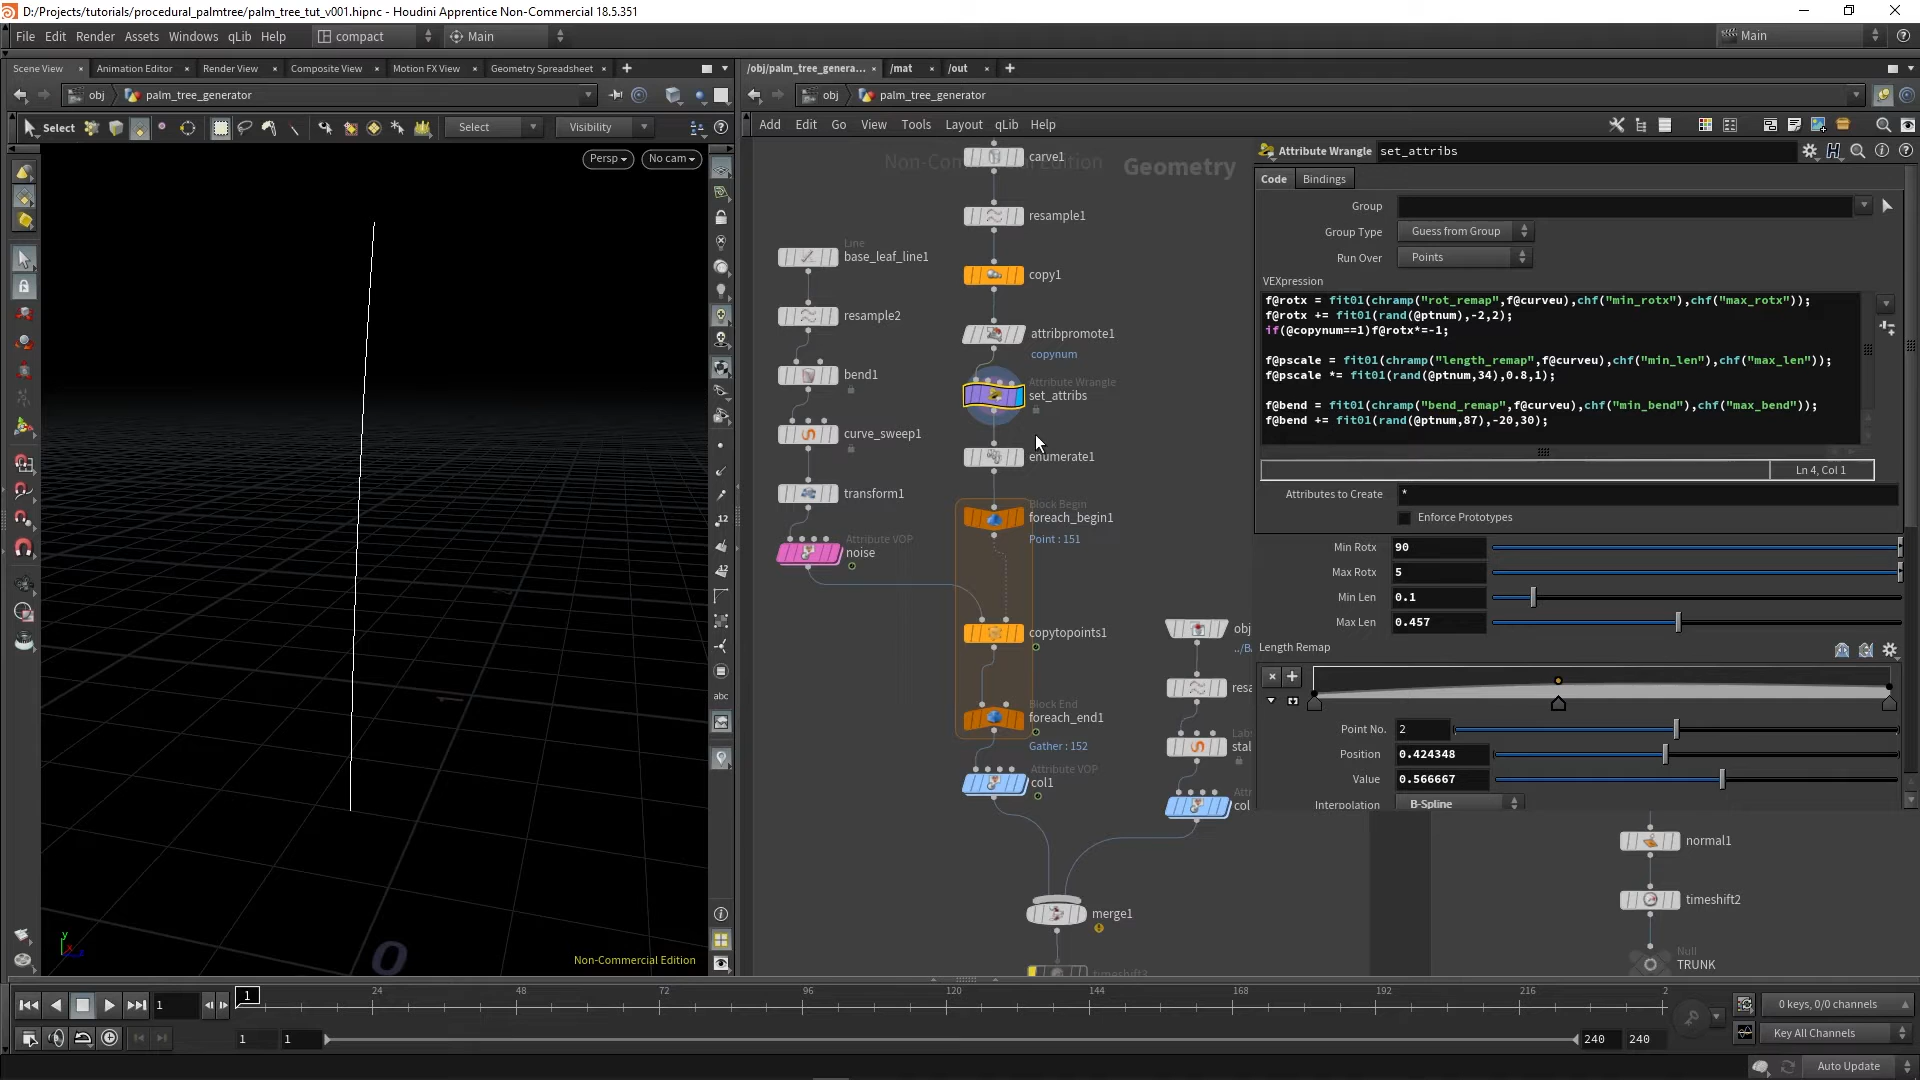 D:/Projects/tutorials/procedural_palmtree/palm_tree_tut_v001.hipnc - Houdini Apprentice Non-Commercial 18.5.351
File Edit Render Assets Windows qLib Help compact Main Main
Scene View Animation Editor Render View Composite View Motion FX View Geometry Spreadsheet
/obj/palm_tree_genera... /mat /out
obj palm_tree_generator
obj palm_tree_generator
Select Select Visibility
Add Edit Go View Tools Layout qLib Help
Persp No cam
Non-Commercial Edition
Geometry
carve1
resample1
Line
base_leaf_line1
copy1
resample2
attribpromote1
copynum
bend1
Attribute Wrangle
set_attribs
curve_sweep1
enumerate1
transform1
Block Begin
foreach_begin1
Point : 151
Attribute VOP
noise
copytopoints1
obj
../B
resa
Block End
foreach_end1
Gather : 152
Labs
stal
Attribute VOP
col1
Attr
col
merge1
timeshift3
normal1
timeshift2
Null
TRUNK
Attribute Wrangle set_attribs
Code Bindings
Group
Group Type Guess from Group
Run Over Points
VEXpression
f@rotx = fit01(chramp("rot_remap",f@curveu),chf("min_rotx"),chf("max_rotx"));
f@rotx += fit01(rand(@ptnum),-2,2);
if(@copynum==1)f@rotx*=-1;
f@pscale = fit01(chramp("length_remap",f@curveu),chf("min_len"),chf("max_len"));
f@pscale *= fit01(rand(@ptnum,34),0.8,1);
f@bend = fit01(chramp("bend_remap",f@curveu),chf("min_bend"),chf("max_bend"));
f@bend += fit01(rand(@ptnum,87),-20,30);
Ln 4, Col 1
Attributes to Create *
Enforce Prototypes
Min Rotx 90
Max Rotx 5
Min Len 0.1
Max Len 0.457
Length Remap
Point No. 2
Position 0.424348
Value 0.566667
Interpolation B-Spline
12
12
abc
y
x
z
Non-Commercial Edition
1 1 24 48 72 96 120 144 168 192 216 2
0 keys, 0/0 channels
1 1 240 240
Key All Channels
Auto Update